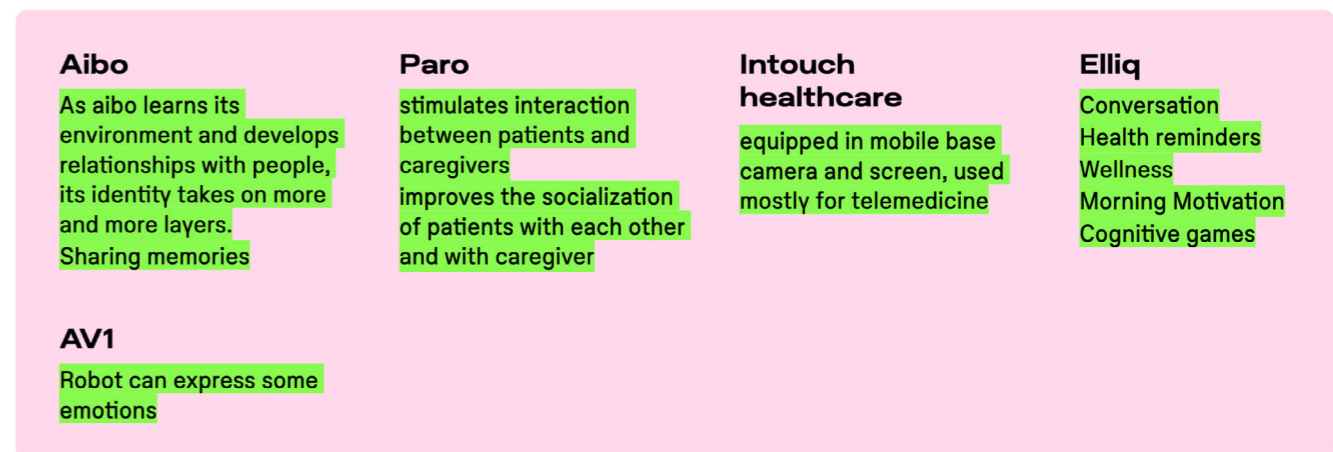 Aibo
As aibo learns its
environment and develops
relationships with people,
its identity takes on more
and more layers.
Sharing memories
Paro
stimulates interaction
between patients and
caregivers
improves the socialization
of patients with each other
and with caregiver
Intouch
healthcare
equipped in mobile base
camera and screen, used
mostly for telemedicine
Elliq
Conversation
Health reminders
Wellness
Morning Motivation
Cognitive games
AV1
Robot can express some
emotions